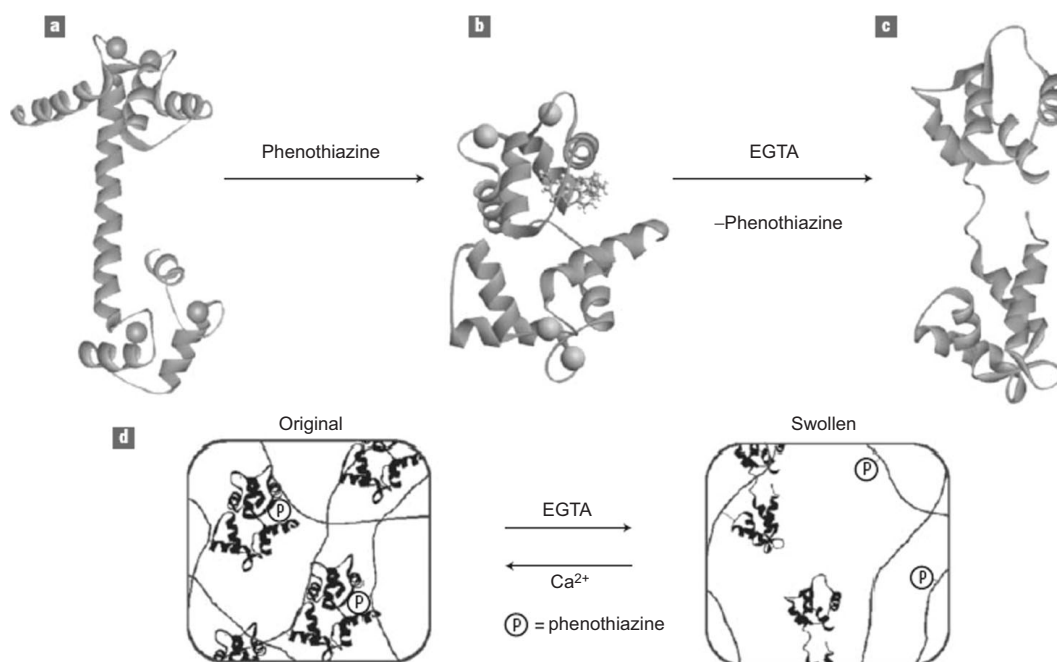 a
b
c
Phenothiazine
EGTA
–Phenothiazine
d
Original
Swollen
P
P
P
P
EGTA
Ca²⁺
P = phenothiazine